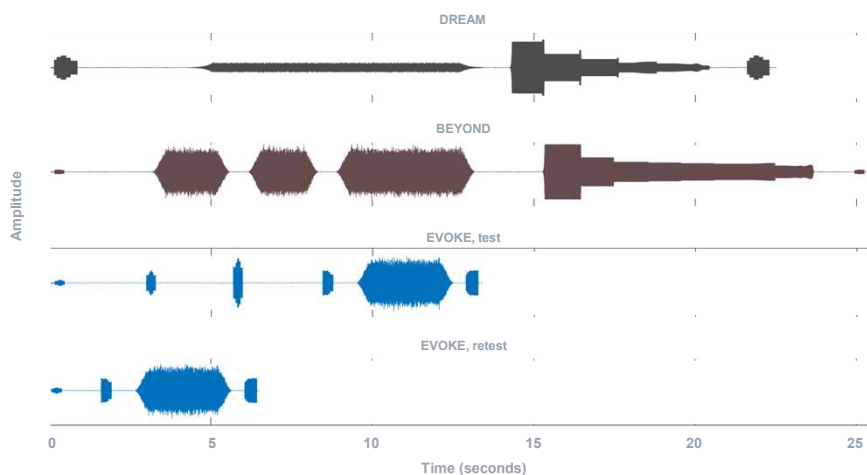 DREAM
BEYOND
Amplitude
EVOKE, test
EVOKE, retest
0 5 10 15 20 25
Time (seconds)